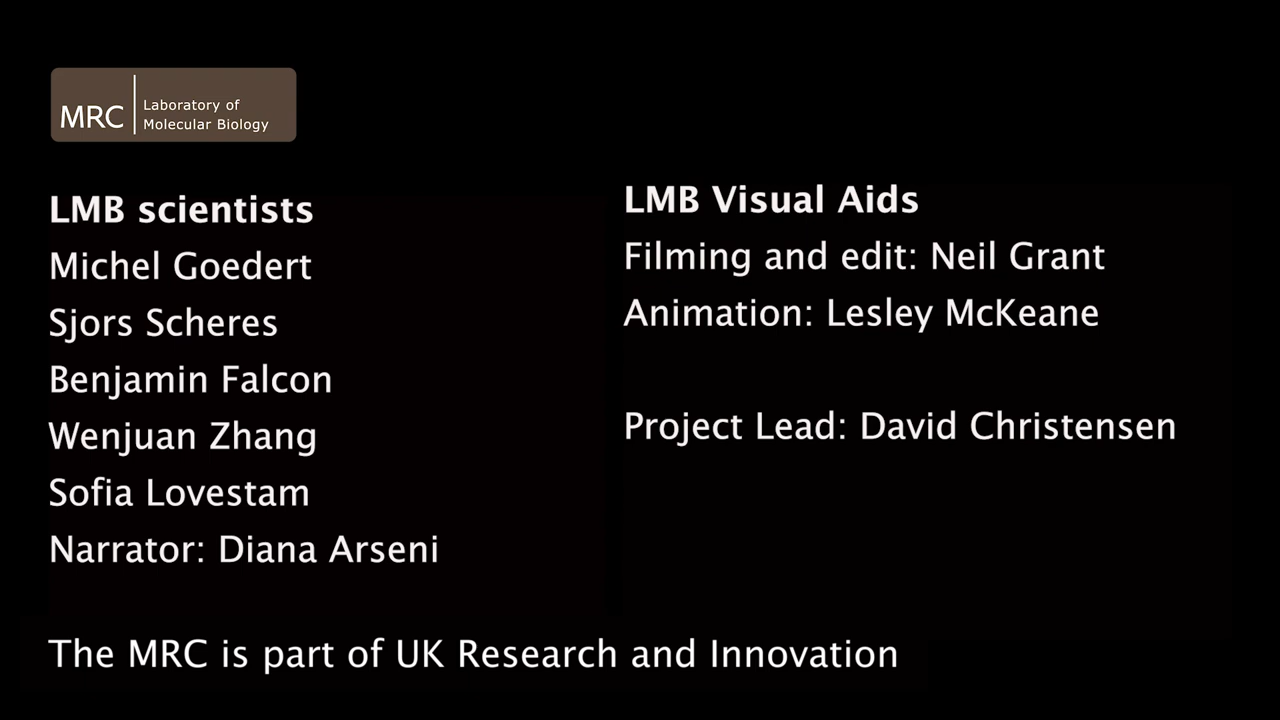 MRC
Laboratory of
Molecular Biology
LMB scientists
Michel Goedert
Sjors Scheres
Benjamin Falcon
Wenjuan Zhang
Sofia Lovestam
Narrator: Diana Arseni
LMB Visual Aids
Filming and edit: Neil Grant
Animation: Lesley McKeane
Project Lead: David Christensen
The MRC is part of UK Research and Innovation